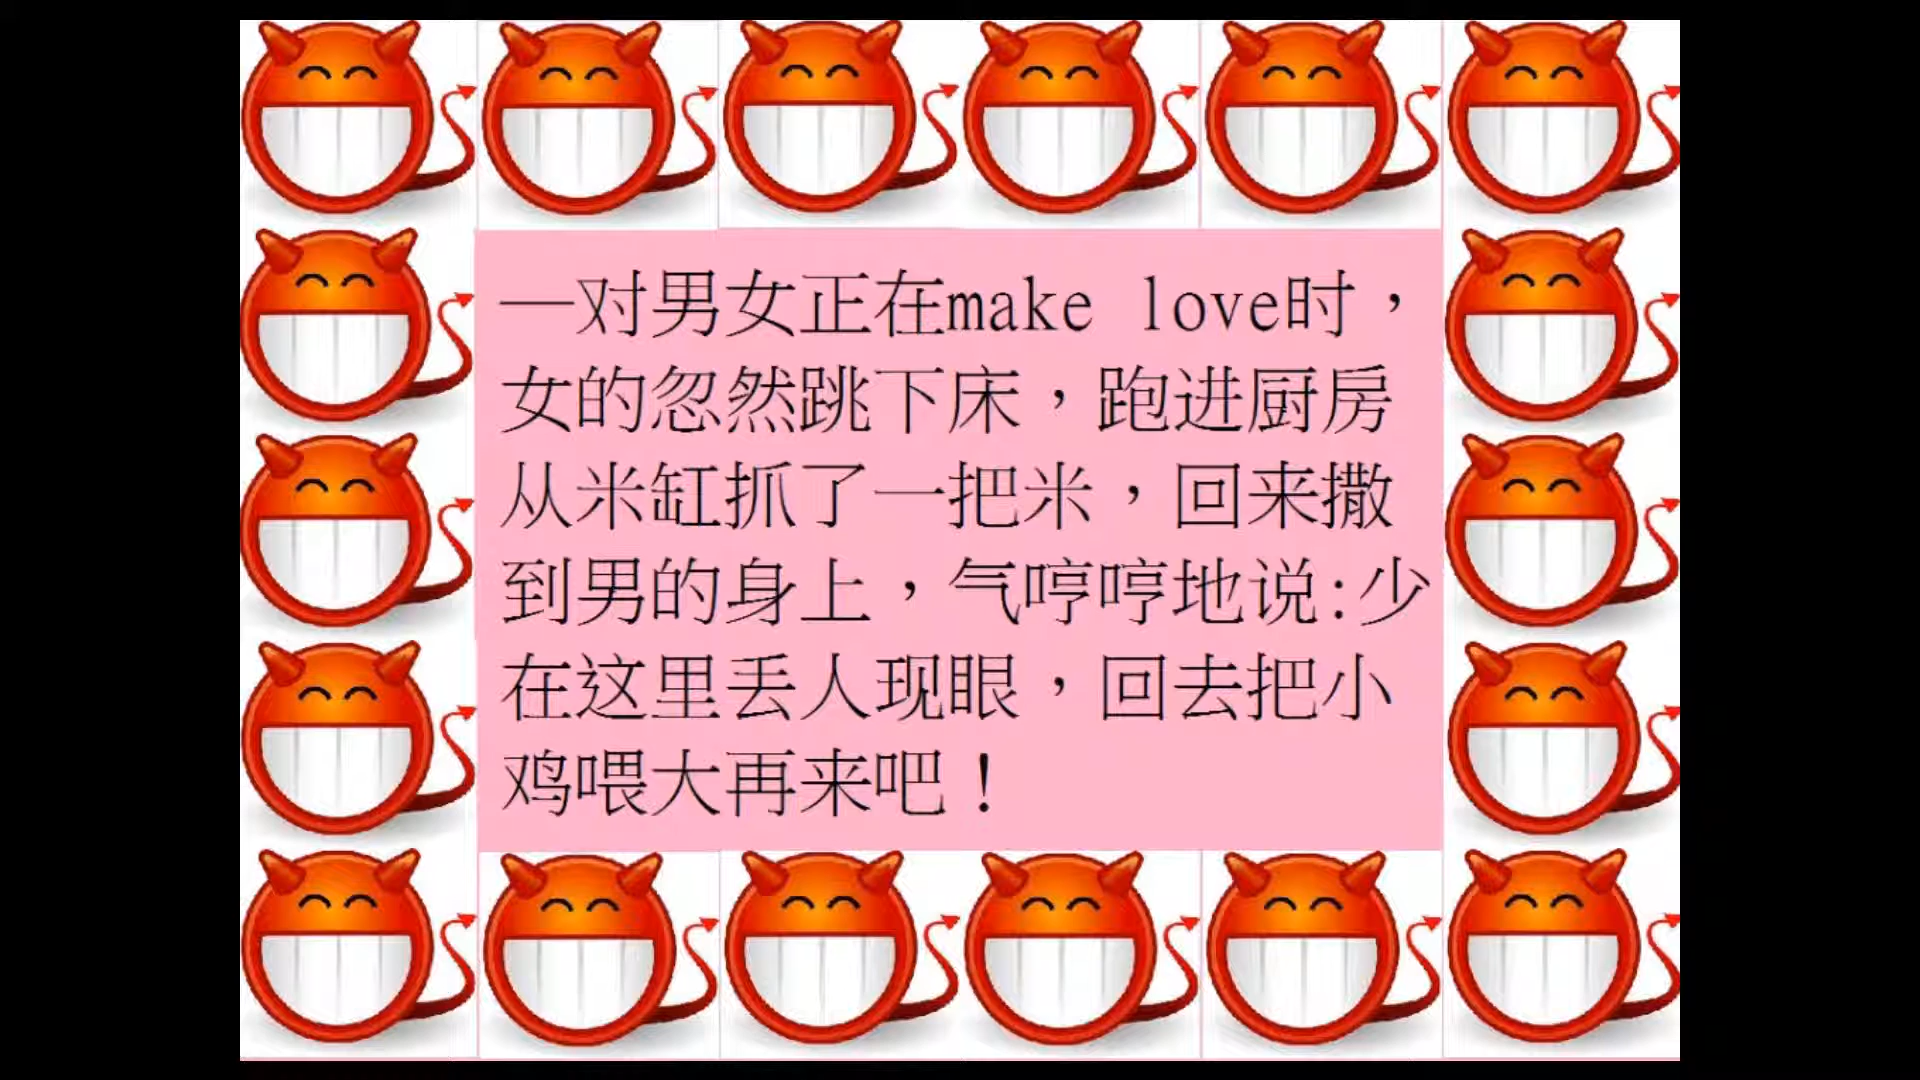 一对男女正在make love时，
女的忽然跳下床，跑进厨房
从米缸抓了一把米，回来撒
到男的身上，气哼哼地说:少
在这里丢人现眼，回去把小
鸡喂大再来吧！